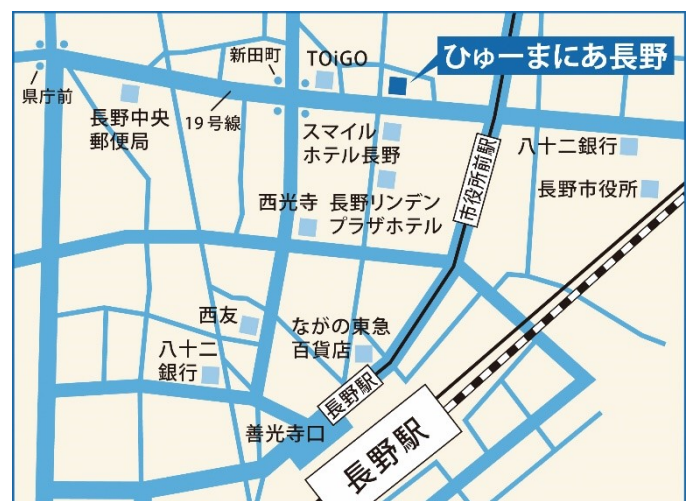 ひゅーまにあ長野
新田町
TOiGO
県庁前
長野中央
郵便局
19号線
スマイル
ホテル長野
八十二銀行
市役所前駅
長野市役所
西光寺
長野リンデン
プラザホテル
西友
ながの東急
百貨店
八十二
銀行
長野駅
善光寺口
長野駅